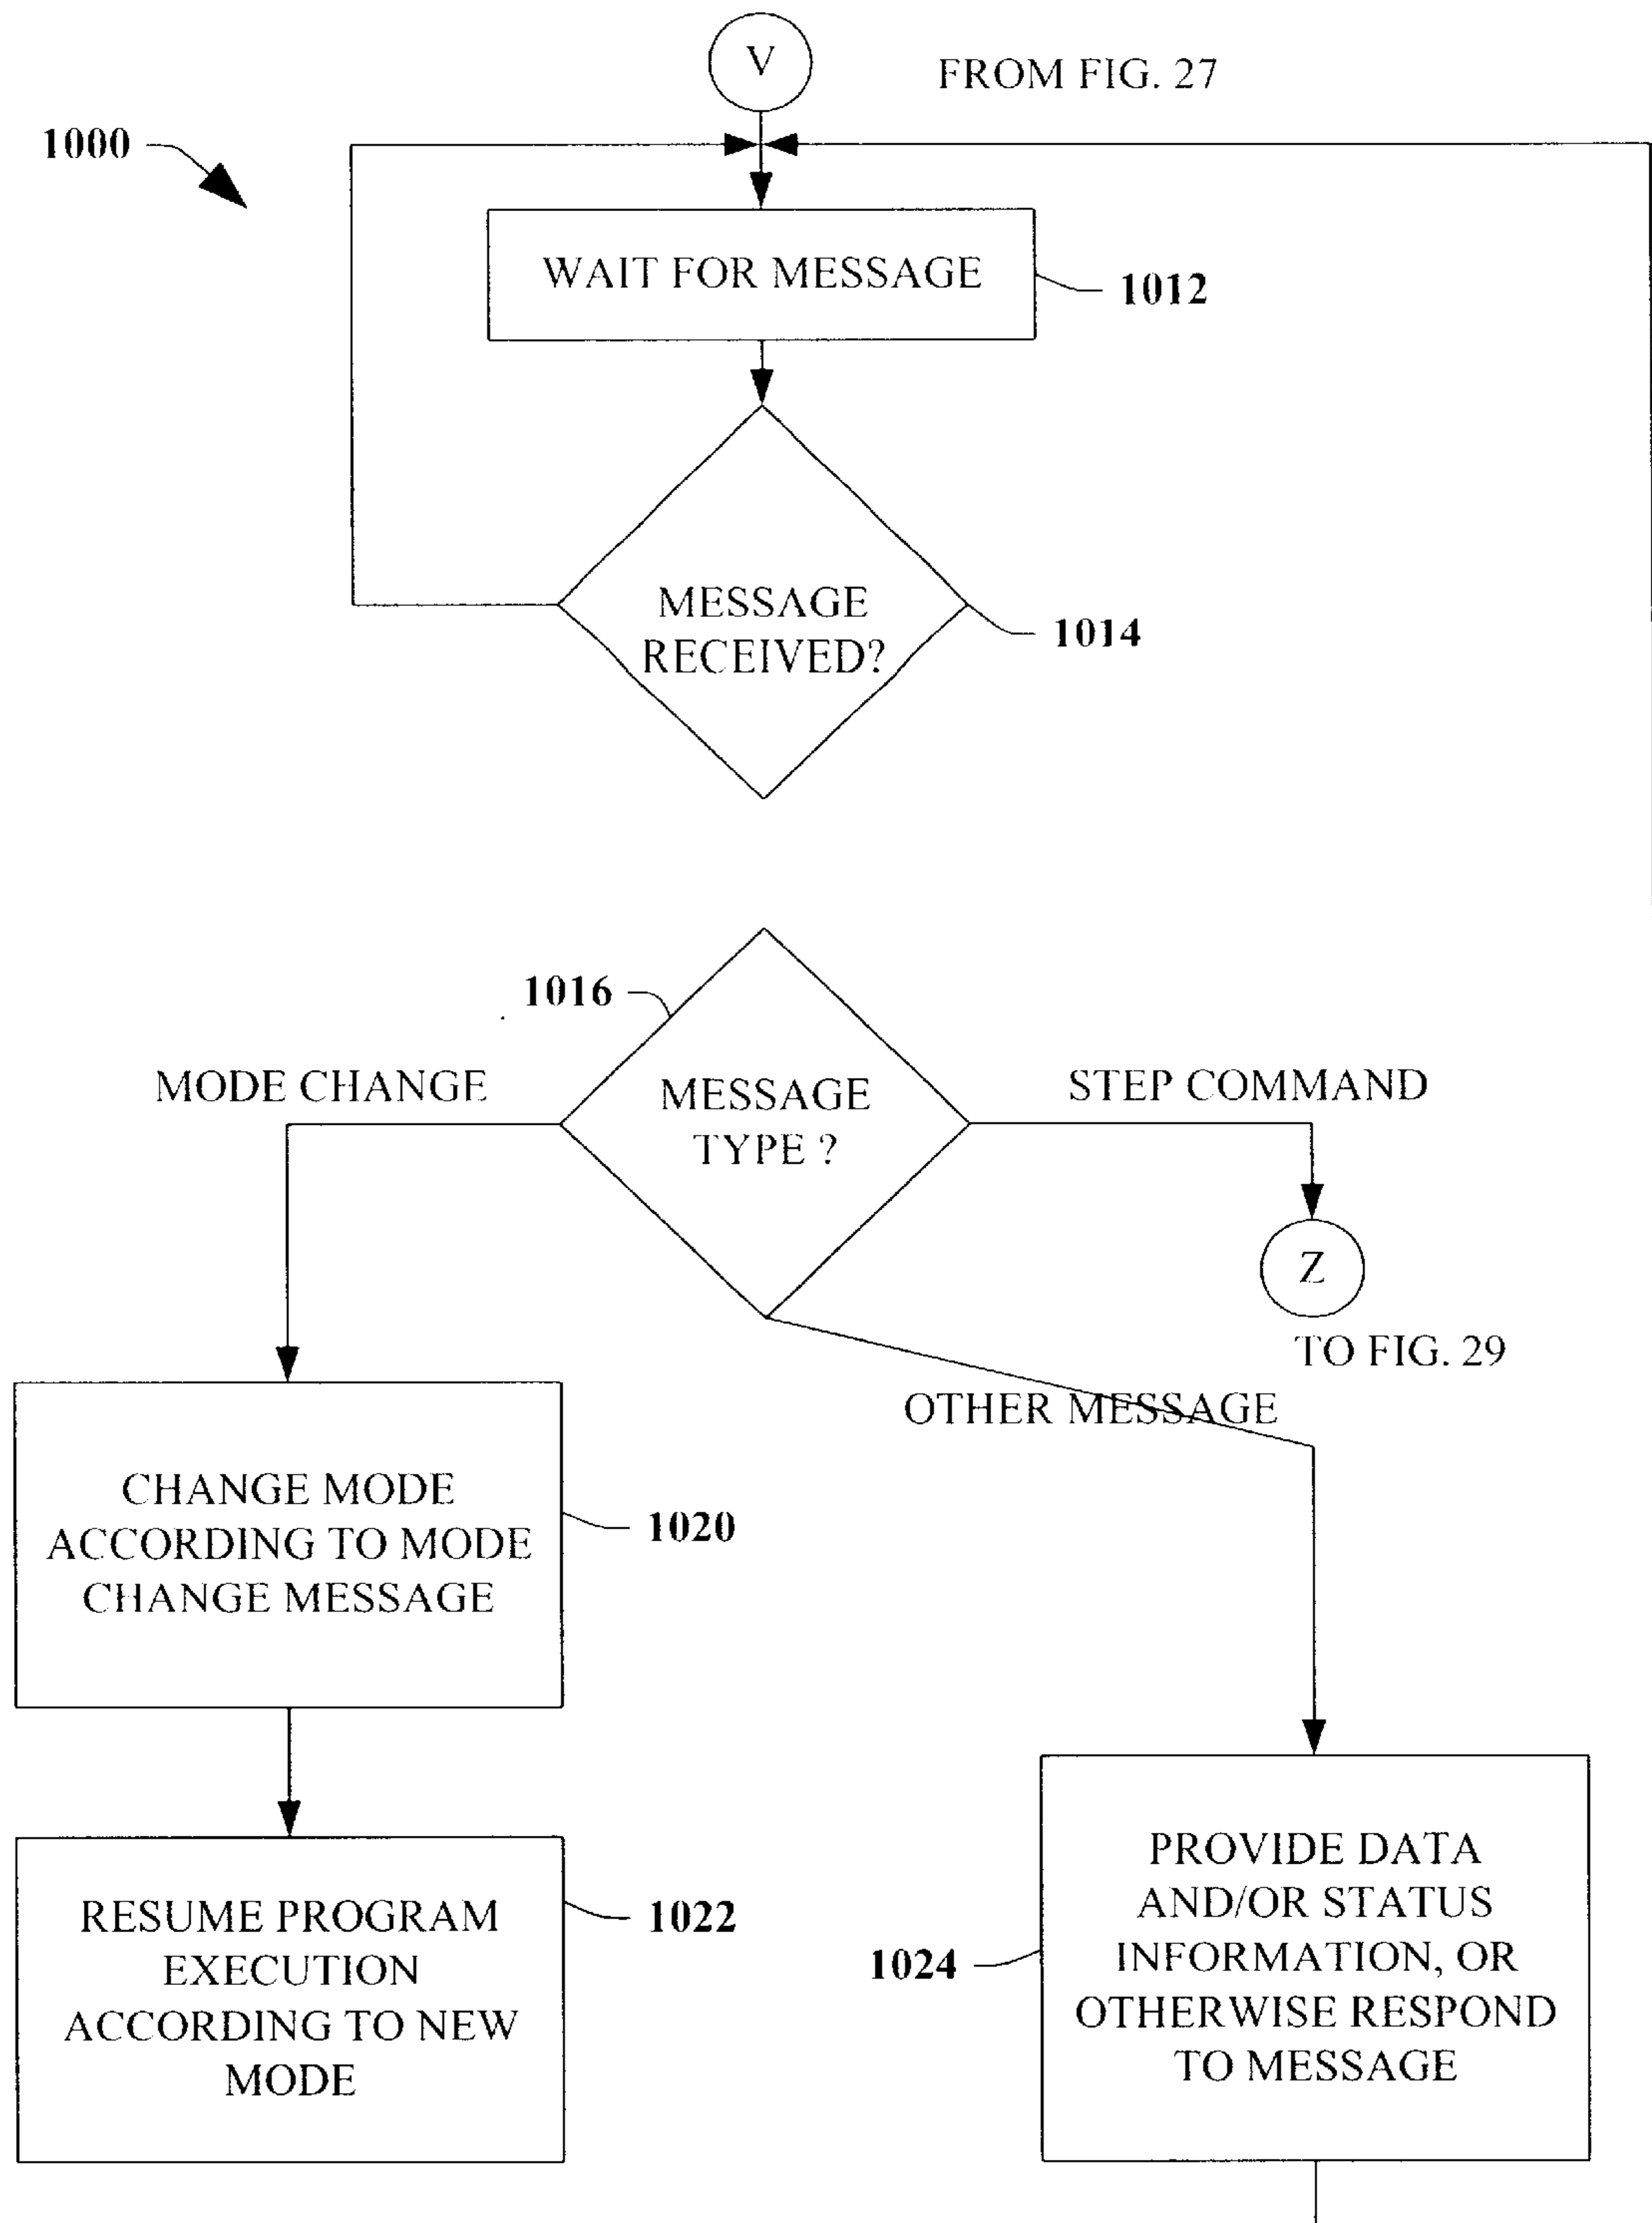 V
FROM FIG. 27
1000
WAIT FOR MESSAGE
1012
MESSAGE
RECEIVED?
1014
1016
MODE CHANGE
MESSAGE
TYPE ?
STEP COMMAND
Z
TO FIG. 29
OTHER MESSAGE
CHANGE MODE
ACCORDING TO MODE
CHANGE MESSAGE
1020
RESUME PROGRAM
EXECUTION
ACCORDING TO NEW
MODE
1022
PROVIDE DATA
AND/OR STATUS
INFORMATION, OR
OTHERWISE RESPOND
TO MESSAGE
1024